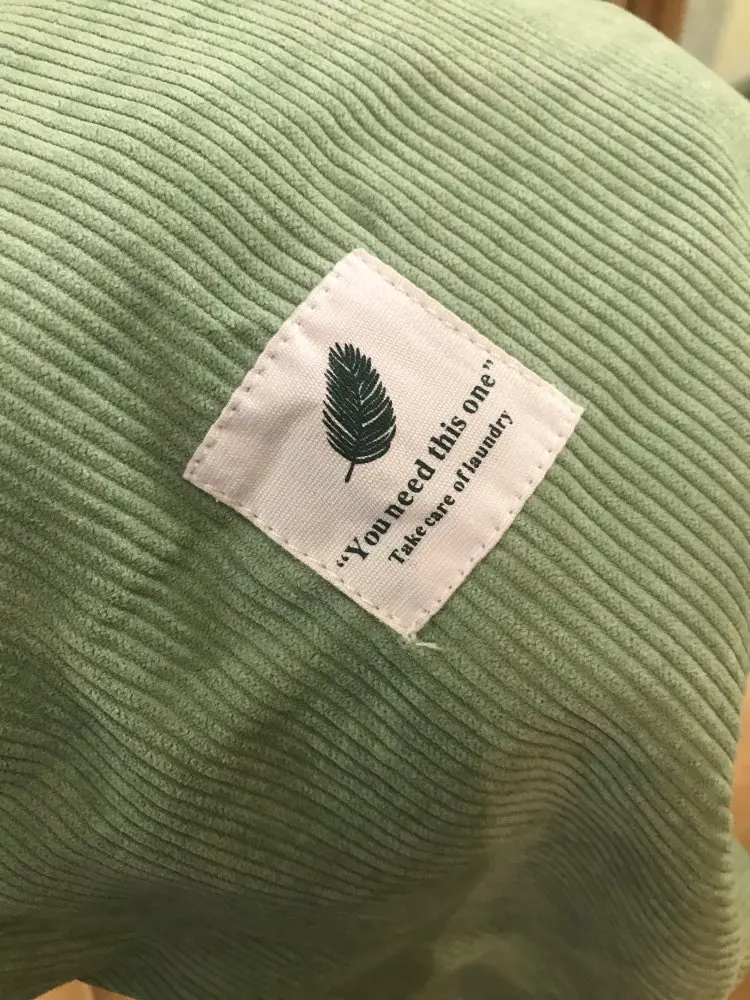 “You need this one”
Take care of laundry